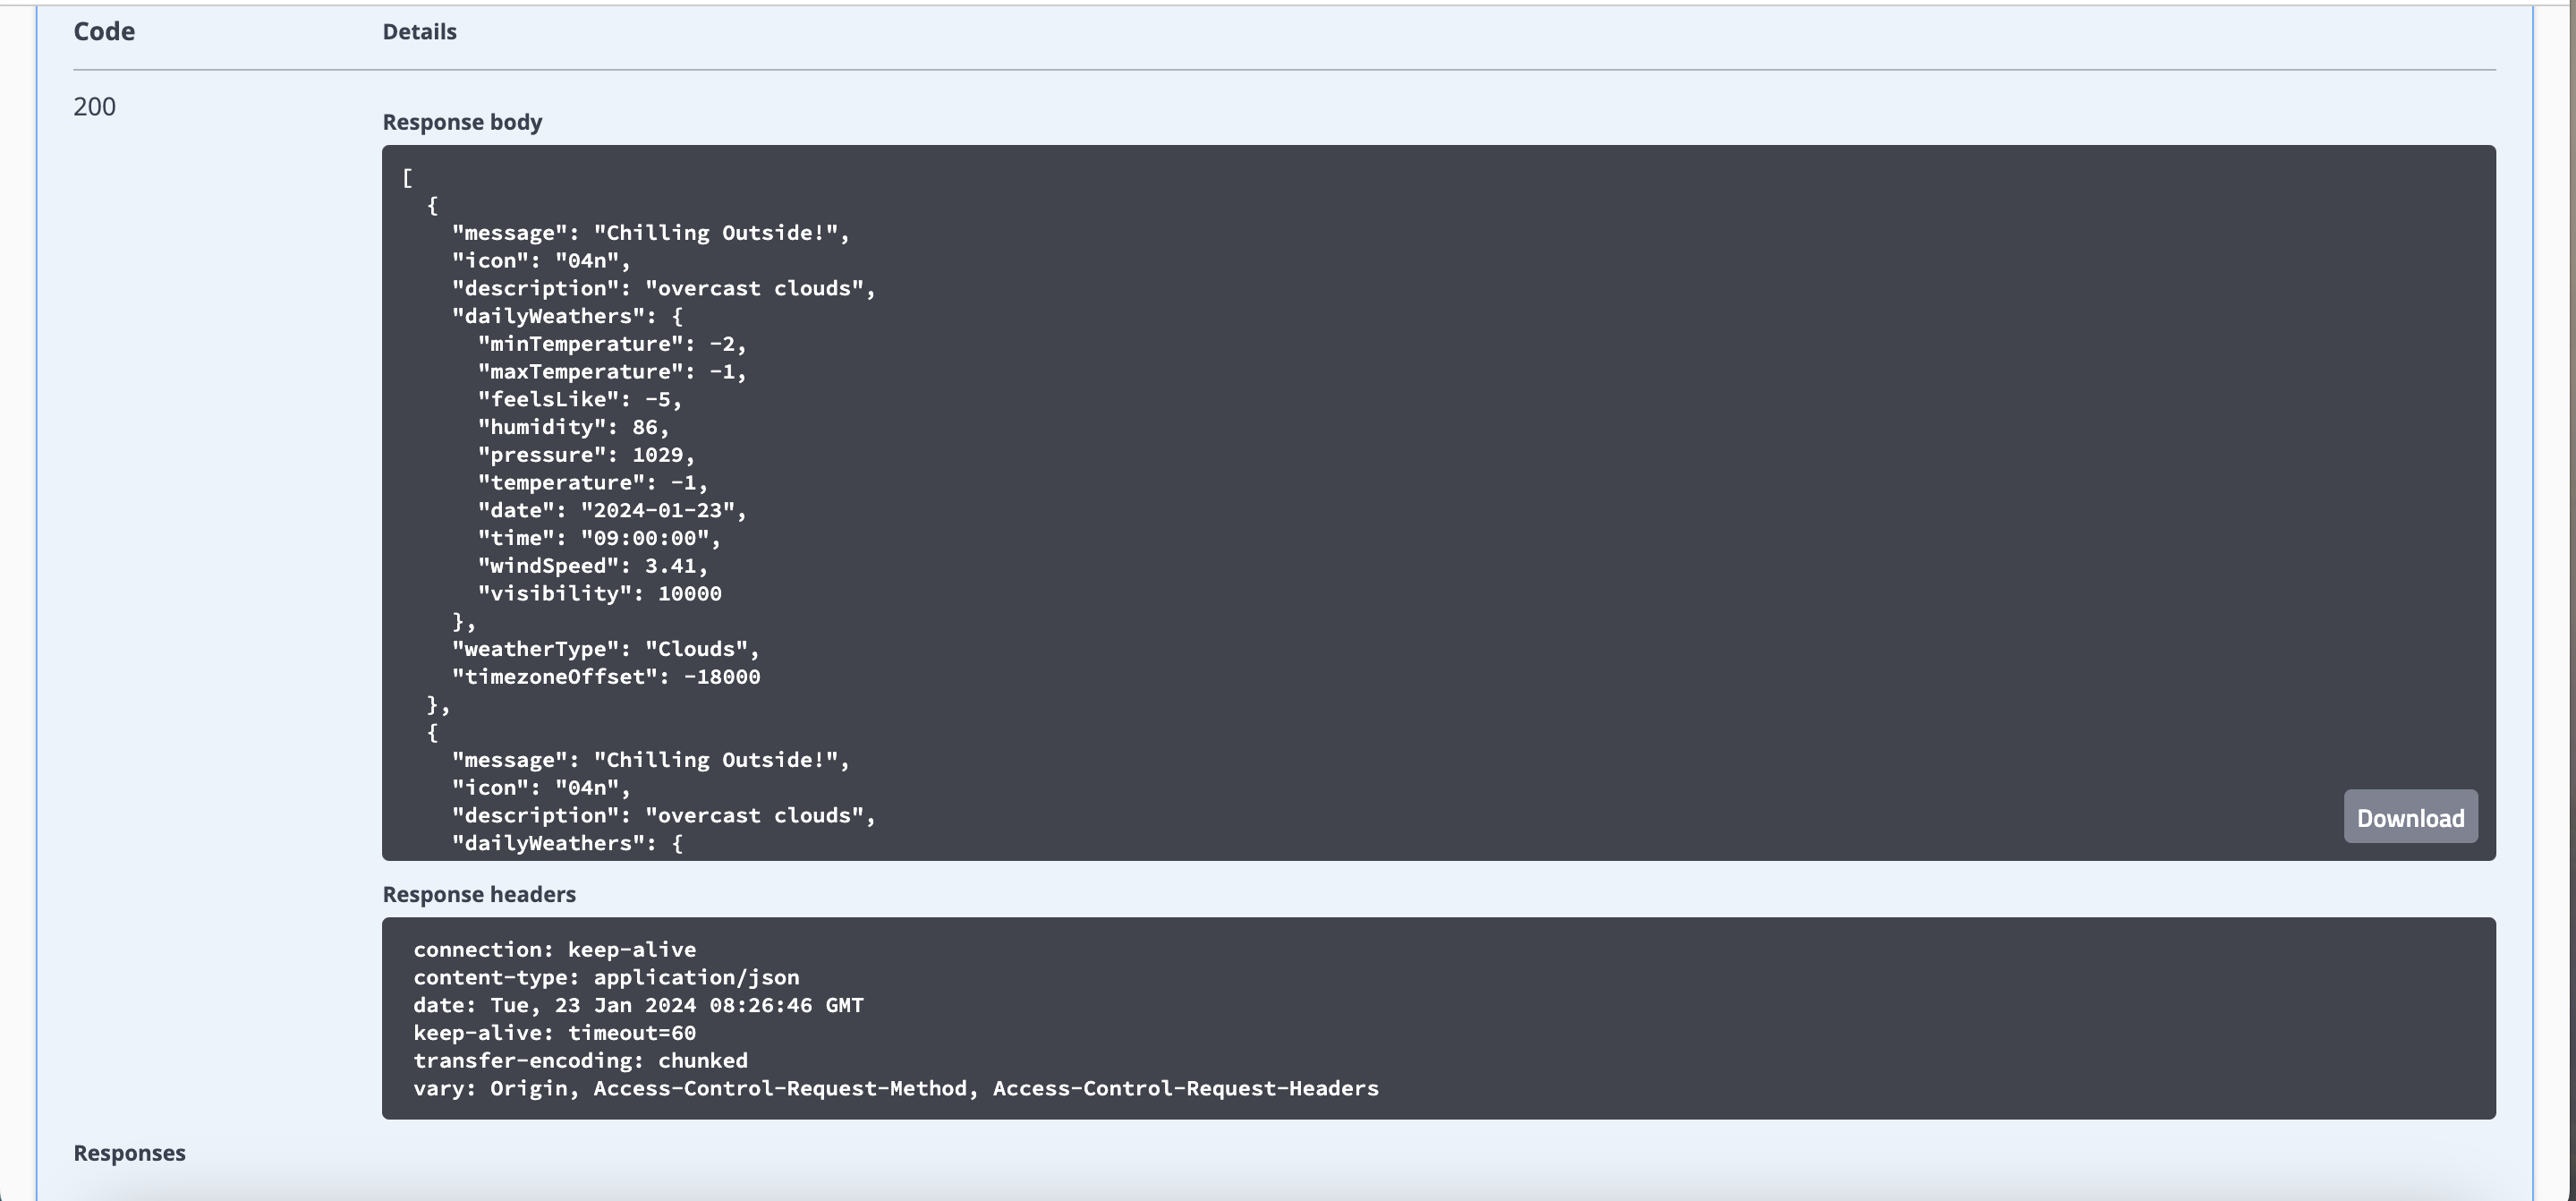 Code Details
200
Response body
[
  {
    "message": "Chilling Outside!",
    "icon": "04n",
    "description": "overcast clouds",
    "dailyWeathers": {
      "minTemperature": -2,
      "maxTemperature": -1,
      "feelsLike": -5,
      "humidity": 86,
      "pressure": 1029,
      "temperature": -1,
      "date": "2024-01-23",
      "time": "09:00:00",
      "windSpeed": 3.41,
      "visibility": 10000
    },
    "weatherType": "Clouds",
    "timezoneOffset": -18000
  },
  {
    "message": "Chilling Outside!",
    "icon": "04n",
    "description": "overcast clouds",
    "dailyWeathers": {
Download
Response headers
connection: keep-alive
content-type: application/json
date: Tue, 23 Jan 2024 08:26:46 GMT
keep-alive: timeout=60
transfer-encoding: chunked
vary: Origin, Access-Control-Request-Method, Access-Control-Request-Headers
Responses